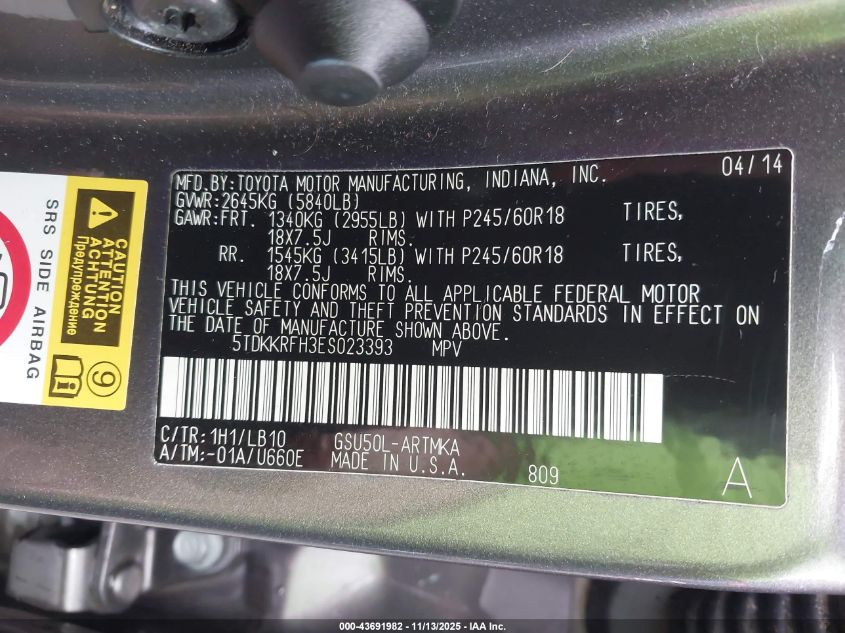 04/14
MFD.BY:TOYOTA MOTOR MANUFACTURING, INDIANA, INC.
GVWR:2645KG (5840LB)
GAWR:FRT. 1340KG (2955LB) WITH P245/60R18 TIRES,
18X7.5J RIMS.
RR. 1545KG (3415LB) WITH P245/60R18 TIRES,
18X7.5J RIMS.
THIS VEHICLE CONFORMS TO ALL APPLICABLE FEDERAL MOTOR
VEHICLE SAFETY AND THEFT PREVENTION STANDARDS IN EFFECT ON
THE DATE OF MANUFACTURE SHOWN ABOVE.
5TDKKRFH3ES023393 MPV
C/TR:1H1/LB10 GSU50L-ARTMKA
A/TM:-01A/U660E MADE IN U.S.A. 809 A
SRS SIDE AIRBAG
CAUTION
ACHTUNG
Предупреждение
9
000-43691982 - 11/13/2025 - IAA Inc.